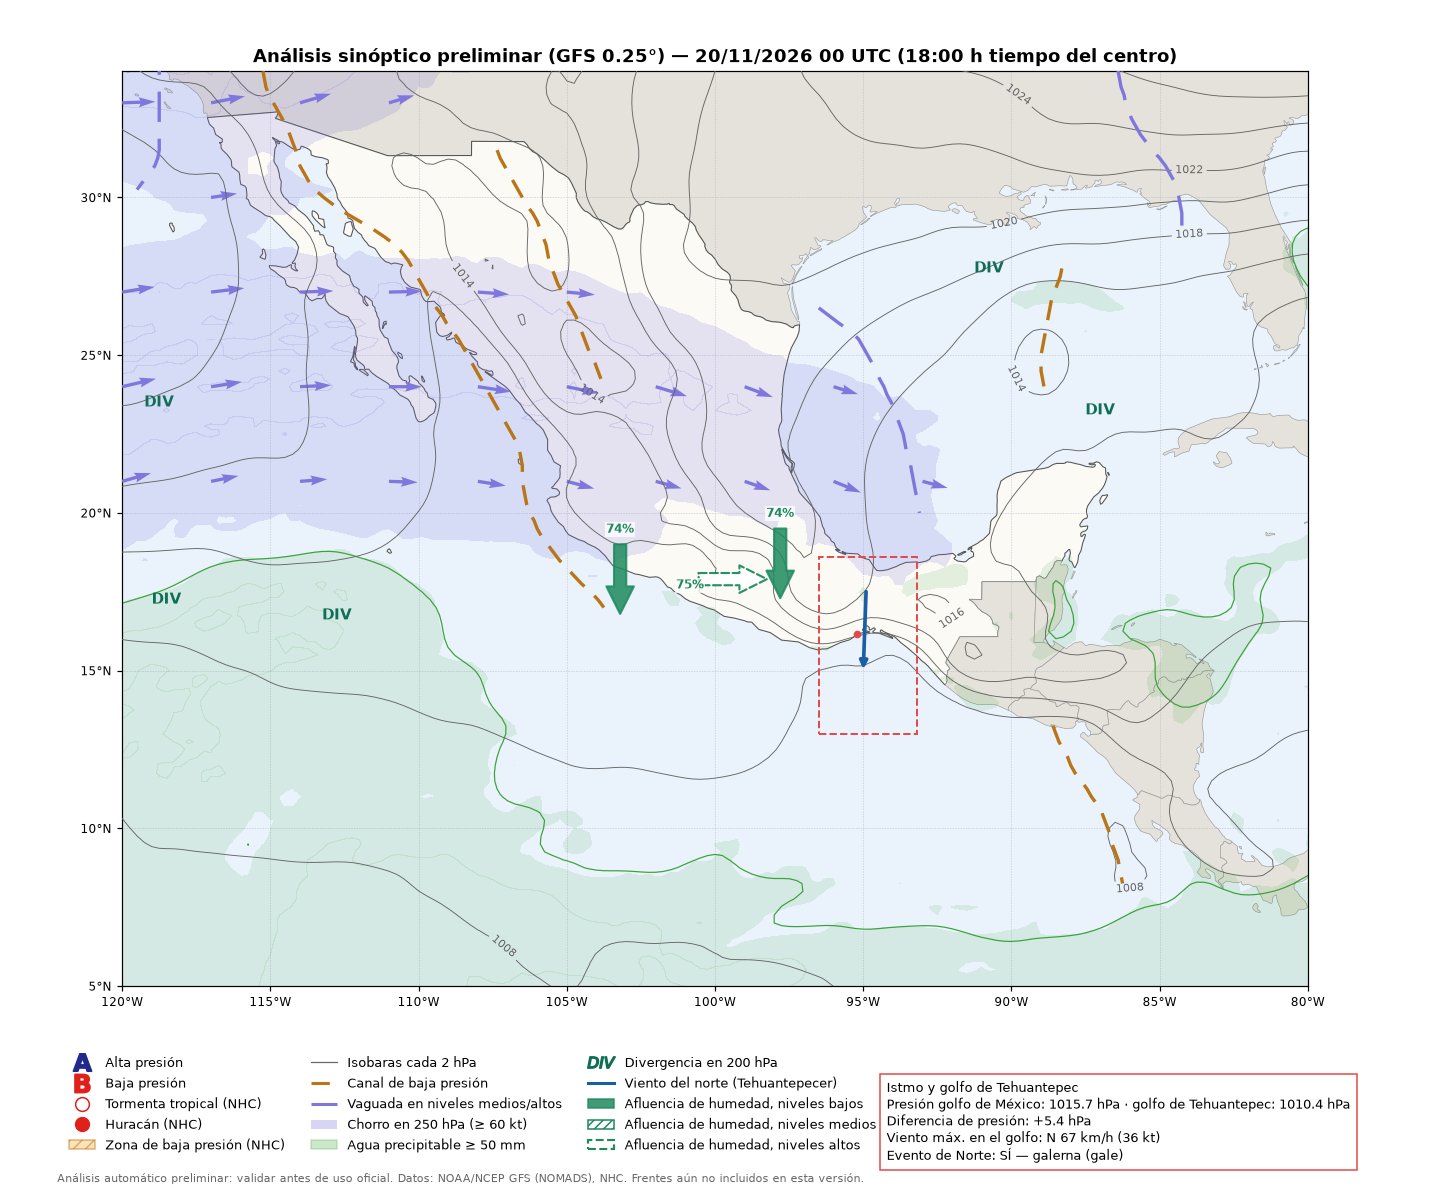 Análisis sinóptico preliminar (GFS 0.25°) — 20/11/2026 00 UTC (18:00 h tiempo del centro)
1024
1022
1020
1018
30°N
DIV
1014
25°N
1014
1014
DIV
DIV
20°N
74%
74%
75%
DIV
DIV
1016
15°N
10°N
1008
1008
5°N
120°W
115°W
110°W
105°W
100°W
95°W
90°W
85°W
80°W
A Alta presión
B Baja presión
Tormenta tropical (NHC)
Huracán (NHC)
Zona de baja presión (NHC)
Isobaras cada 2 hPa
Canal de baja presión
Vaguada en niveles medios/altos
Chorro en 250 hPa (≥ 60 kt)
Agua precipitable ≥ 50 mm
DIV Divergencia en 200 hPa
Viento del norte (Tehuantepecer)
Afluencia de humedad, niveles bajos
Afluencia de humedad, niveles medios
Afluencia de humedad, niveles altos
Istmo y golfo de Tehuantepec
Presión golfo de México: 1015.7 hPa · golfo de Tehuantepec: 1010.4 hPa
Diferencia de presión: +5.4 hPa
Viento máx. en el golfo: N 67 km/h (36 kt)
Evento de Norte: SÍ — galerna (gale)
Análisis automático preliminar: validar antes de uso oficial. Datos: NOAA/NCEP GFS (NOMADS), NHC. Frentes aún no incluidos en esta versión.